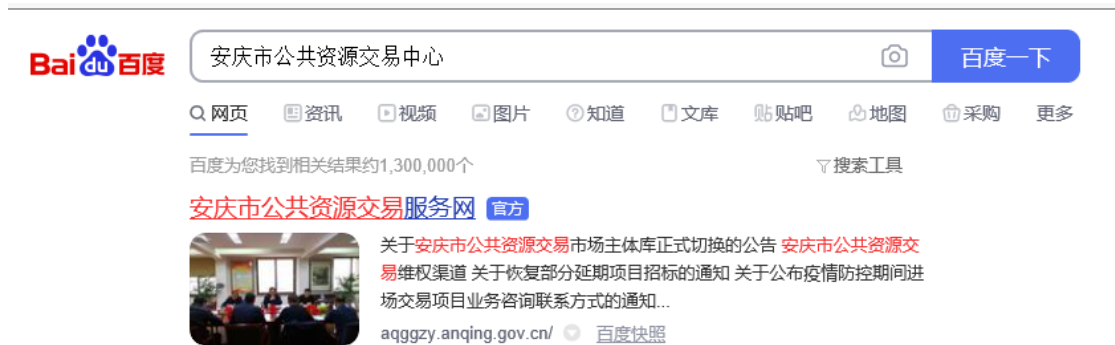 Bai du 百度 安庆市公共资源交易中心 百度一下
网页 资讯 视频 图片 知道 文库 贴吧 地图 采购 更多
百度为您找到相关结果约1,300,000个 搜索工具
安庆市公共资源交易服务网 官方
关于安庆市公共资源交易市场主体库正式切换的公告 安庆市公共资源交
易维权渠道 关于恢复部分延期项目招标的通知 关于公布疫情防控期间进
场交易项目业务咨询联系方式的通知...
aqggzy.anqing.gov.cn/ 百度快照